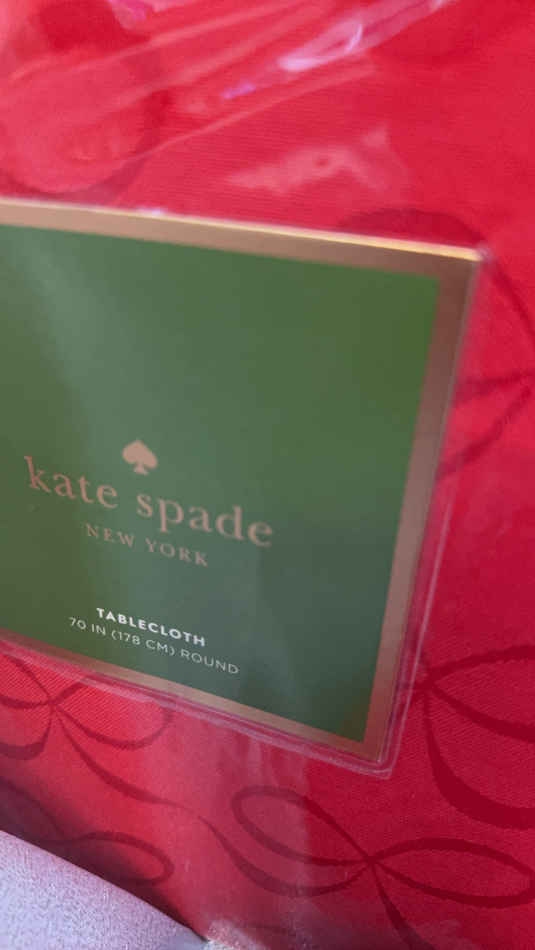 kate spade
NEW YORK
TABLECLOTH
70 IN (178 CM) ROUND